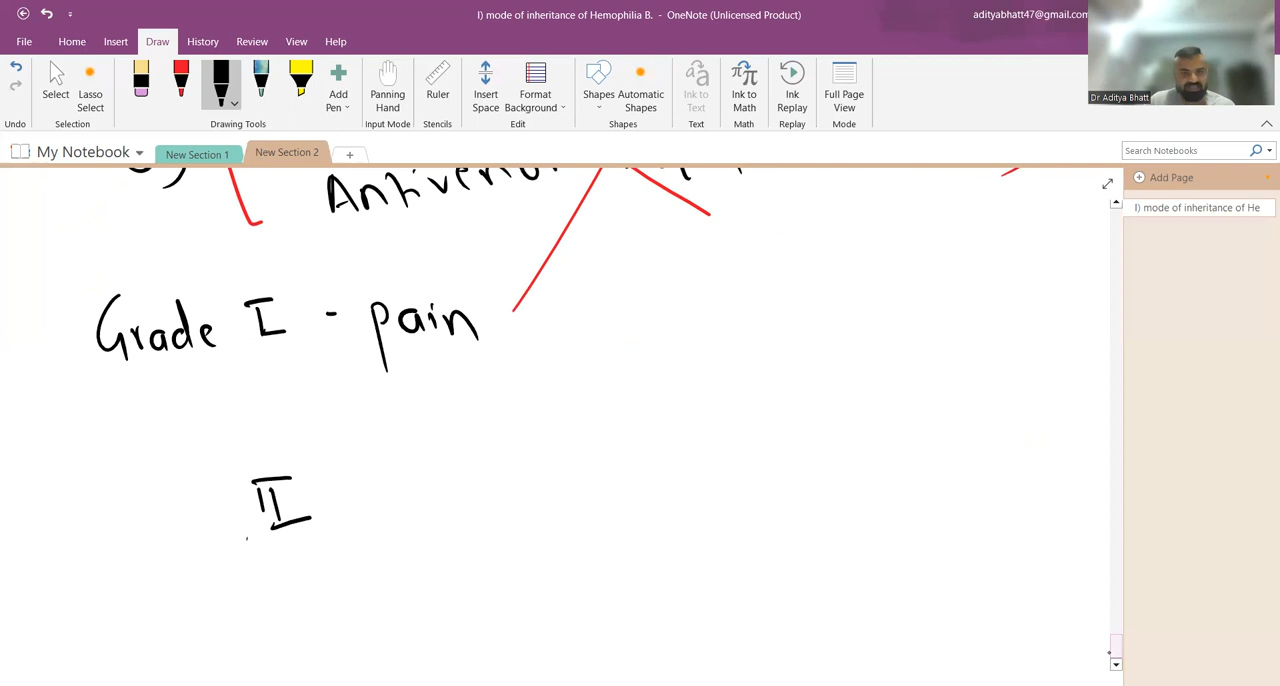 I) mode of inheritance of Hemophilia B. - OneNote (Unlicensed Product)
adityabhatt47@gmail.com
File Home Insert Draw History Review View Help
Undo
Select
Lasso Select
Add Pen
Panning Hand
Ruler
Insert Space
Format Background
Shapes
Automatic Shapes
Ink to Text
Ink to Math
Ink Replay
Full Page View
Dr Aditya Bhatt
Undo Selection Drawing Tools Input Mode Stencils Edit Shapes Text Math Replay Mode
My Notebook New Section 1 New Section 2 Search Notebooks
Add Page
I) mode of inheritance of He
Grade I - pain
II